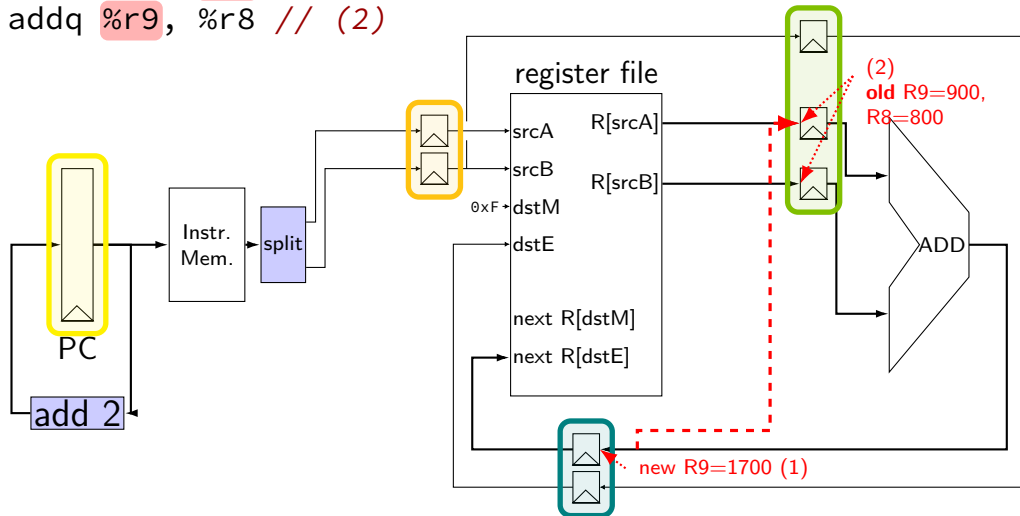 addq %r9, %r8 // (2)
register file
(2)
old R9=900,
R8=800
srcA
R[srcA]
srcB
R[srcB]
0xF
dstM
Instr.
Mem.
split
dstE
ADD
next R[dstM]
PC
next R[dstE]
add 2
new R9=1700 (1)